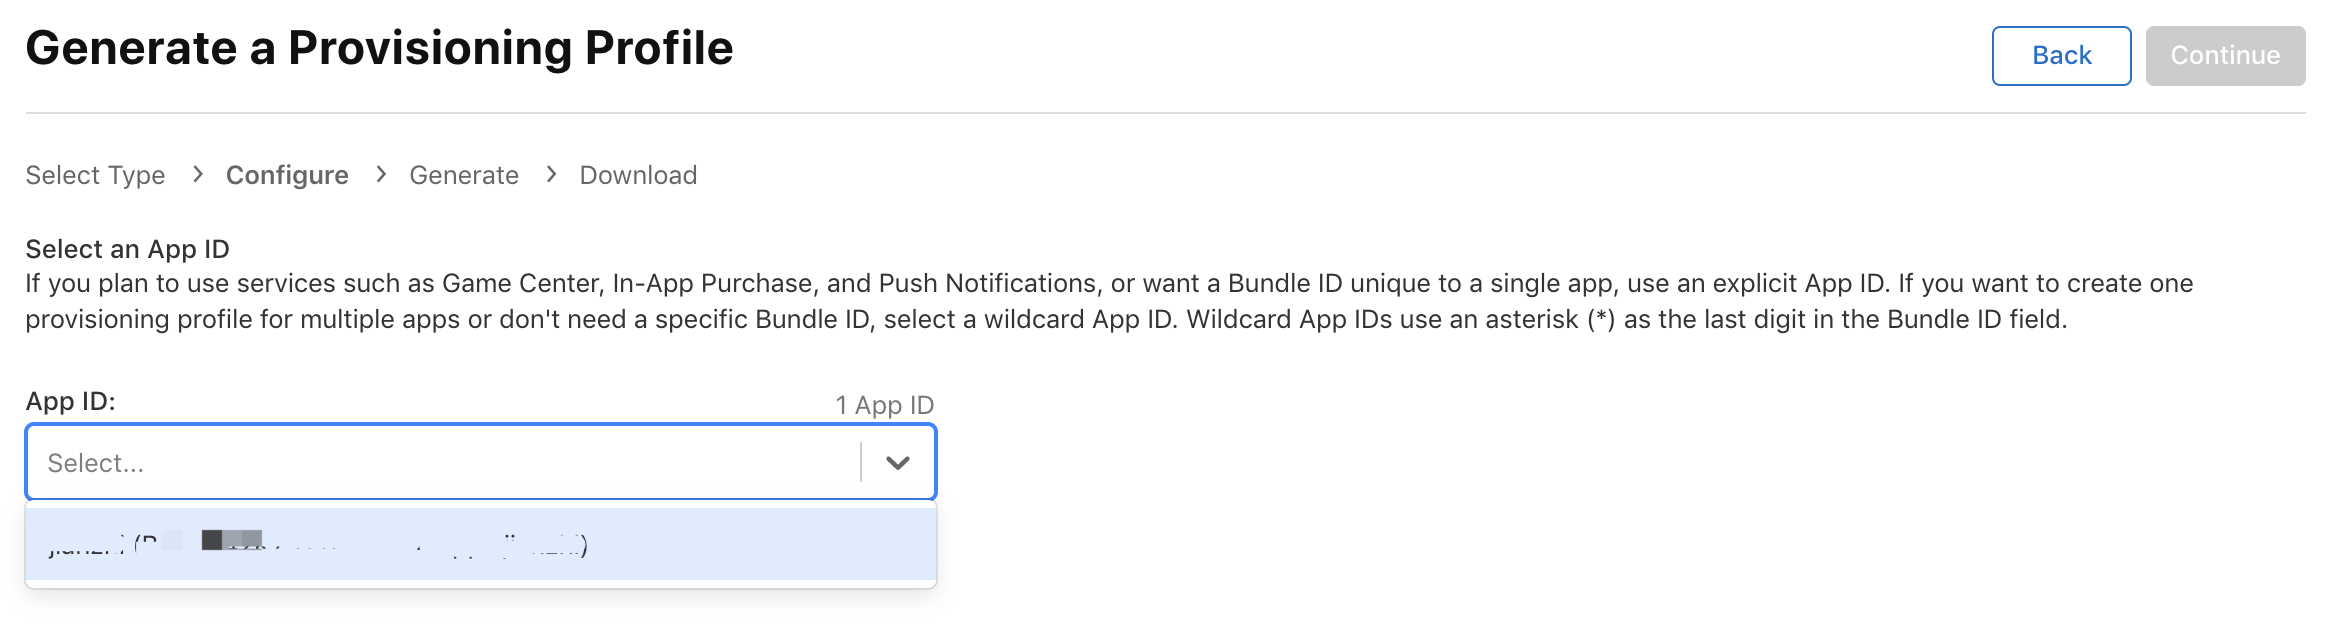 Generate a Provisioning Profile
Back
Continue
Select Type > Configure > Generate > Download
Select an App ID
If you plan to use services such as Game Center, In-App Purchase, and Push Notifications, or want a Bundle ID unique to a single app, use an explicit App ID. If you want to create one
provisioning profile for multiple apps or don't need a specific Bundle ID, select a wildcard App ID. Wildcard App IDs use an asterisk (*) as the last digit in the Bundle ID field.
App ID:
1 App ID
Select...